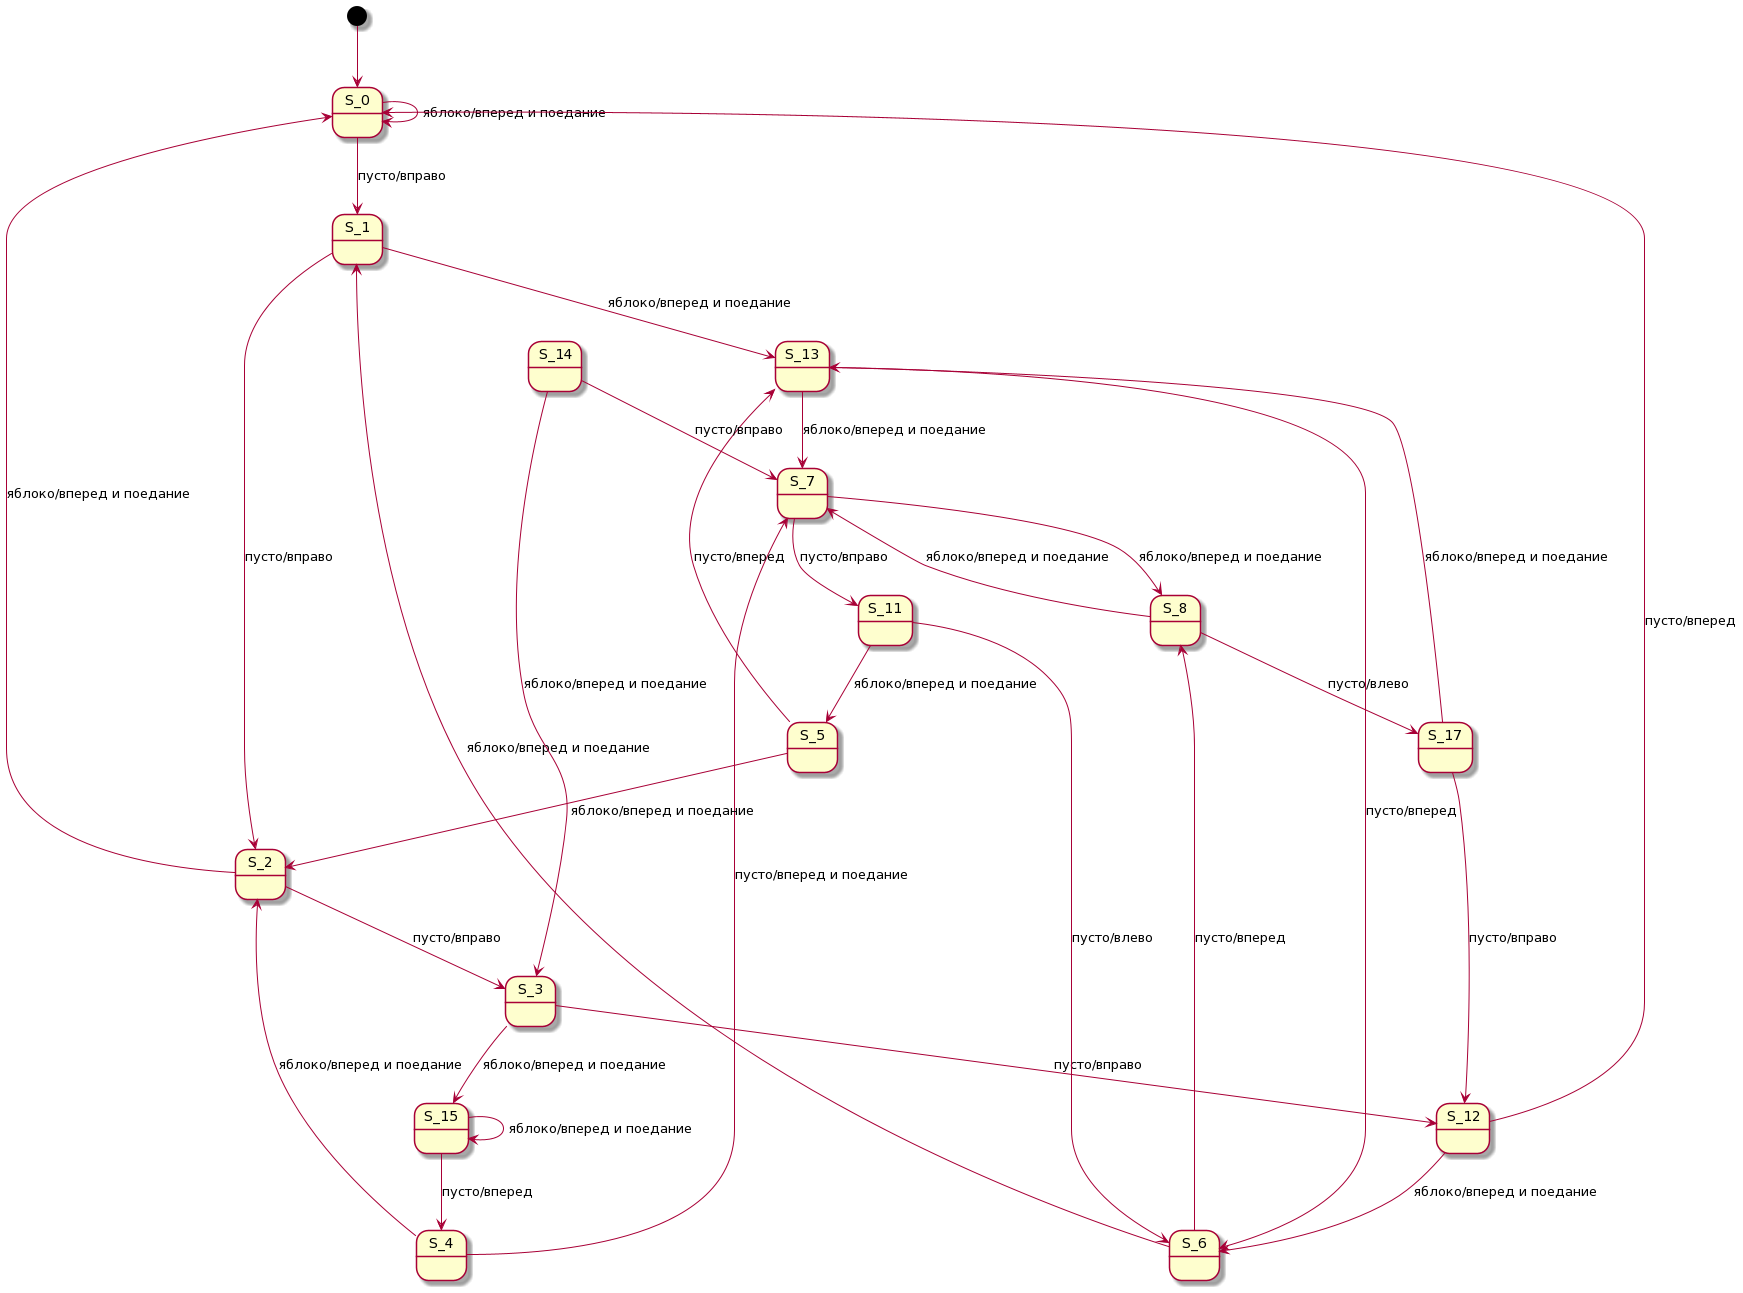 S_0
яблоко/вперед и поедание
пусто/вправо
S_1
яблоко/вперед и поедание
S_14
S_13
пусто/вправо
яблоко/вперед и поедание
S_7
яблоко/вперед и поедание
пусто/вправо
пусто/вперед
пусто/вправо
яблоко/вперед и поедание
яблоко/вперед и поедание
яблоко/вперед и поедание
S_11
S_8
пусто/вперед
яблоко/вперед и поедание
яблоко/вперед и поедание
пусто/влево
S_5
S_17
яблоко/вперед и поедание
яблоко/вперед и поедание
пусто/вперед
S_2
пусто/вперед и поедание
пусто/вправо
пусто/влево
пусто/вперед
пусто/вправо
S_3
яблоко/вперед и поедание
яблоко/вперед и поедание
пусто/вправо
S_15
яблоко/вперед и поедание
S_12
пусто/вперед
яблоко/вперед и поедание
S_4
S_6